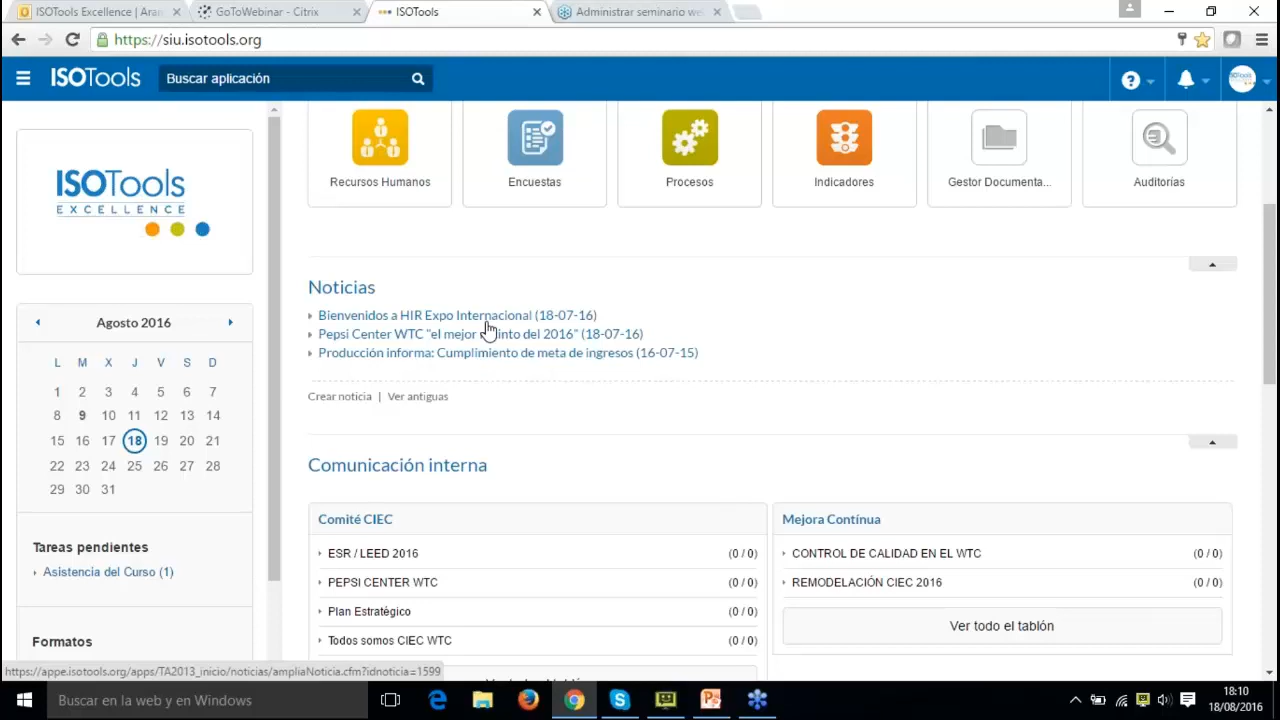 ISOTools Excellence | Aran
GoToWebinar - Citrix
ISOTools
Administrar seminario we
https://siu.isotools.org
ISOTools
Buscar aplicación
ISOTools
EXCELLENCE
Recursos Humanos
Encuestas
Procesos
Indicadores
Gestor Documenta...
Auditorías
Agosto 2016
L M X J V S D
1 2 3 4 5 6 7
8 9 10 11 12 13 14
15 16 17 18 19 20 21
22 23 24 25 26 27 28
29 30 31
Tareas pendientes
Asistencia del Curso (1)
Formatos
Noticias
Bienvenidos a HIR Expo Internacional (18-07-16)
Pepsi Center WTC "el mejor into del 2016" (18-07-16)
Producción informa: Cumplimiento de meta de ingresos (16-07-15)
Crear noticia | Ver antiguas
Comunicación interna
Comité CIEC
ESR / LEED 2016 (0 / 0)
PEPSI CENTER WTC (0 / 0)
Plan Estratégico (0 / 0)
Todos somos CIEC WTC (0 / 0)
Mejora Contínua
CONTROL DE CALIDAD EN EL WTC (0 / 0)
REMODELACIÓN CIEC 2016 (0 / 0)
Ver todo el tablón
https://appe.isotools.org/apps/TA2013_inicio/noticias/ampliaNoticia.cfm?idnoticia=1599
Buscar en la web y en Windows
18:10
18/08/2016